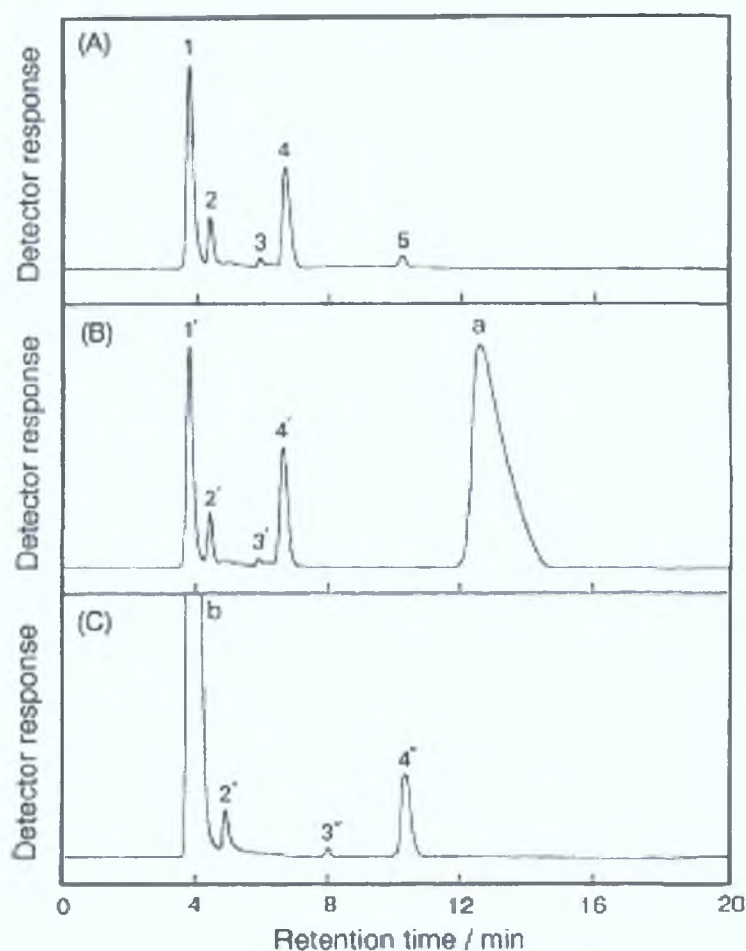 (A)
Detector response
1
2
3
4
5
(B)
Detector response
1'
2'
3'
4'
a
(C)
Detector response
b
2"
3"
4"
0 4 8 12 16 20
Retention time / min